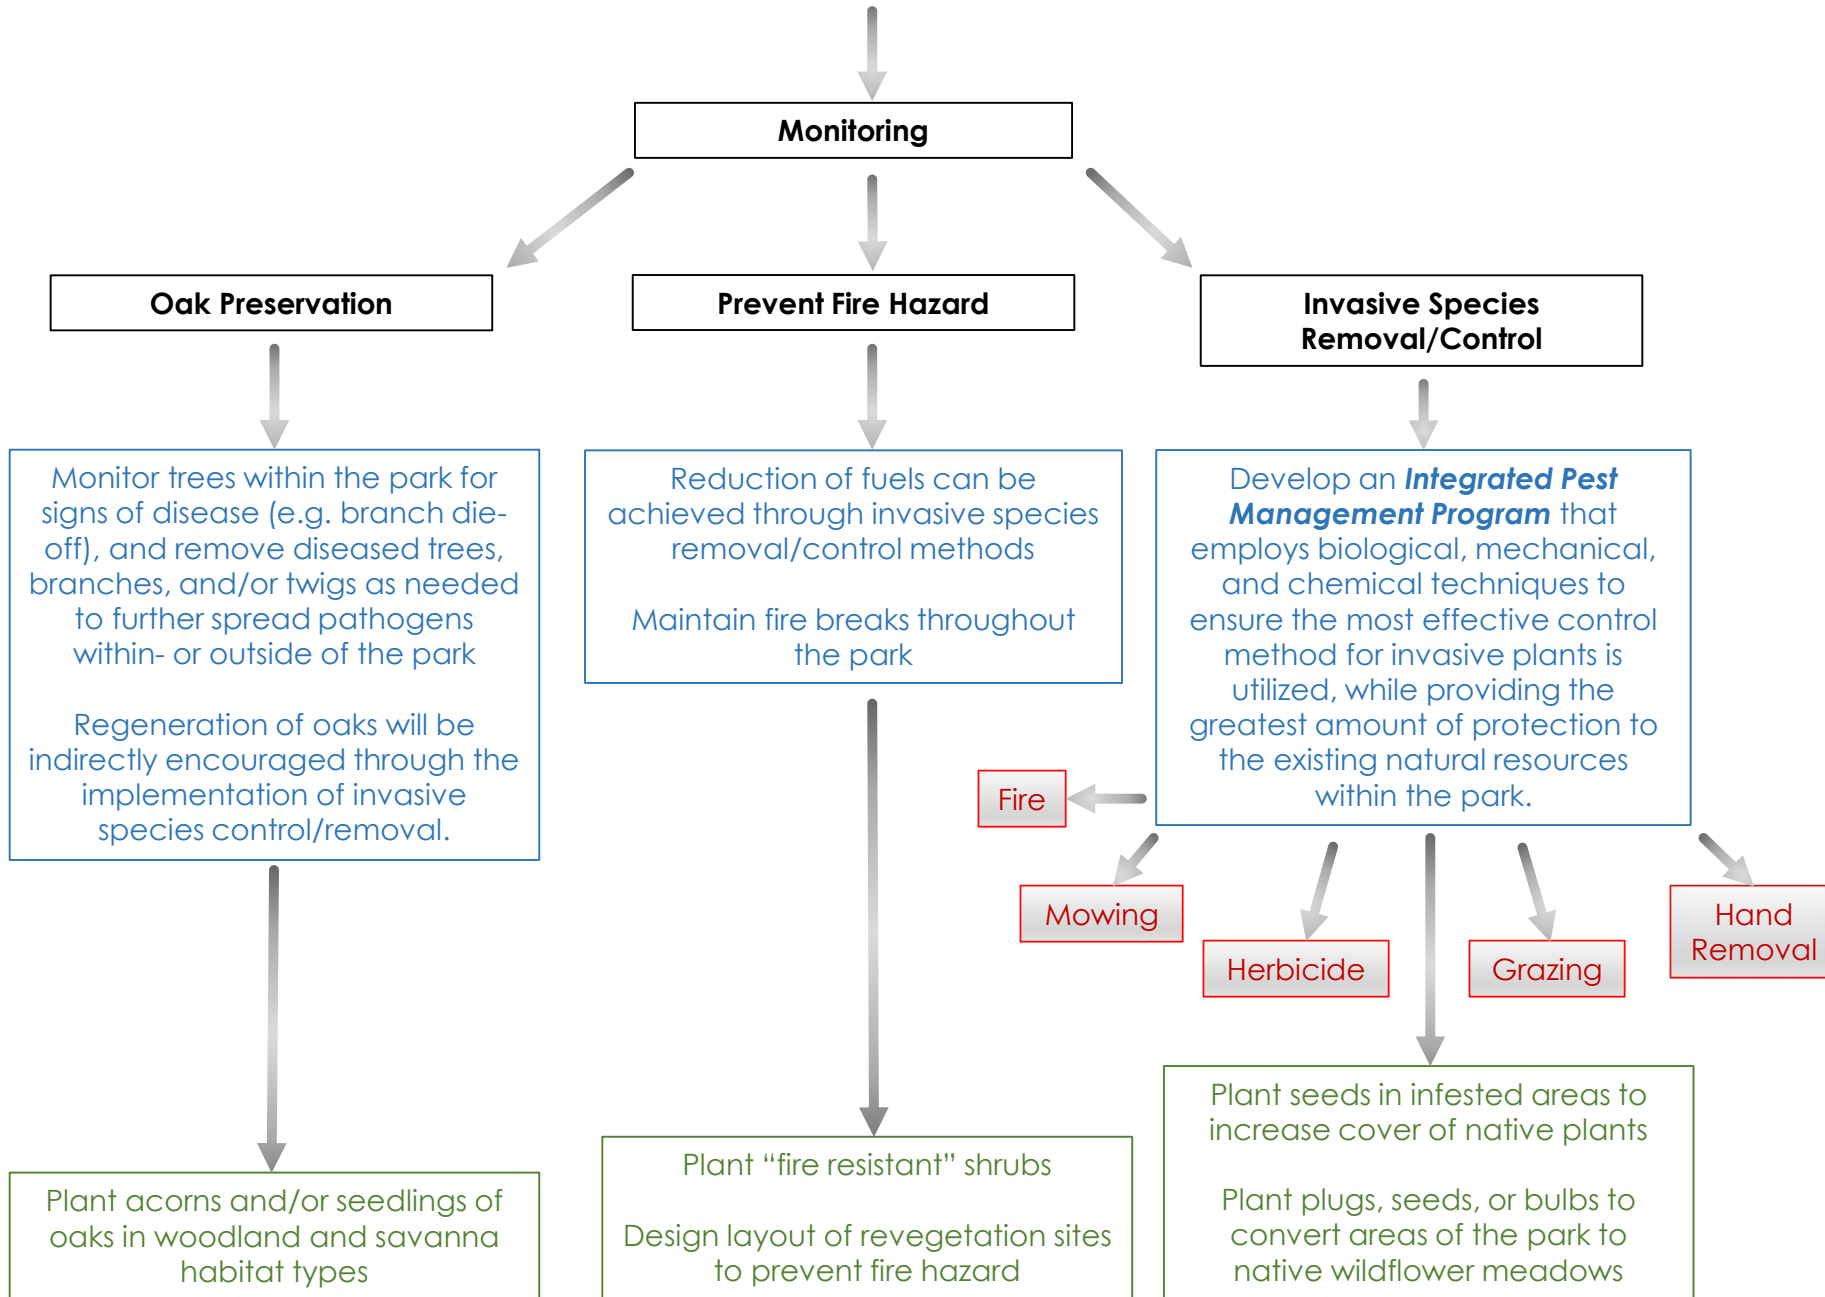 Monitoring
Oak Preservation
Prevent Fire Hazard
Invasive Species
Removal/Control
Monitor trees within the park for
signs of disease (e.g. branch die-
off), and remove diseased trees,
branches, and/or twigs as needed
to further spread pathogens
within- or outside of the park
Regeneration of oaks will be
indirectly encouraged through the
implementation of invasive
species control/removal.
Reduction of fuels can be
achieved through invasive species
removal/control methods
Maintain fire breaks throughout
the park
Develop an Integrated Pest
Management Program that
employs biological, mechanical,
and chemical techniques to
ensure the most effective control
method for invasive plants is
utilized, while providing the
greatest amount of protection to
the existing natural resources
within the park.
Fire
Mowing
Herbicide
Grazing
Hand
Removal
Plant acorns and/or seedlings of
oaks in woodland and savanna
habitat types
Plant “fire resistant” shrubs
Design layout of revegetation sites
to prevent fire hazard
Plant seeds in infested areas to
increase cover of native plants
Plant plugs, seeds, or bulbs to
convert areas of the park to
native wildflower meadows